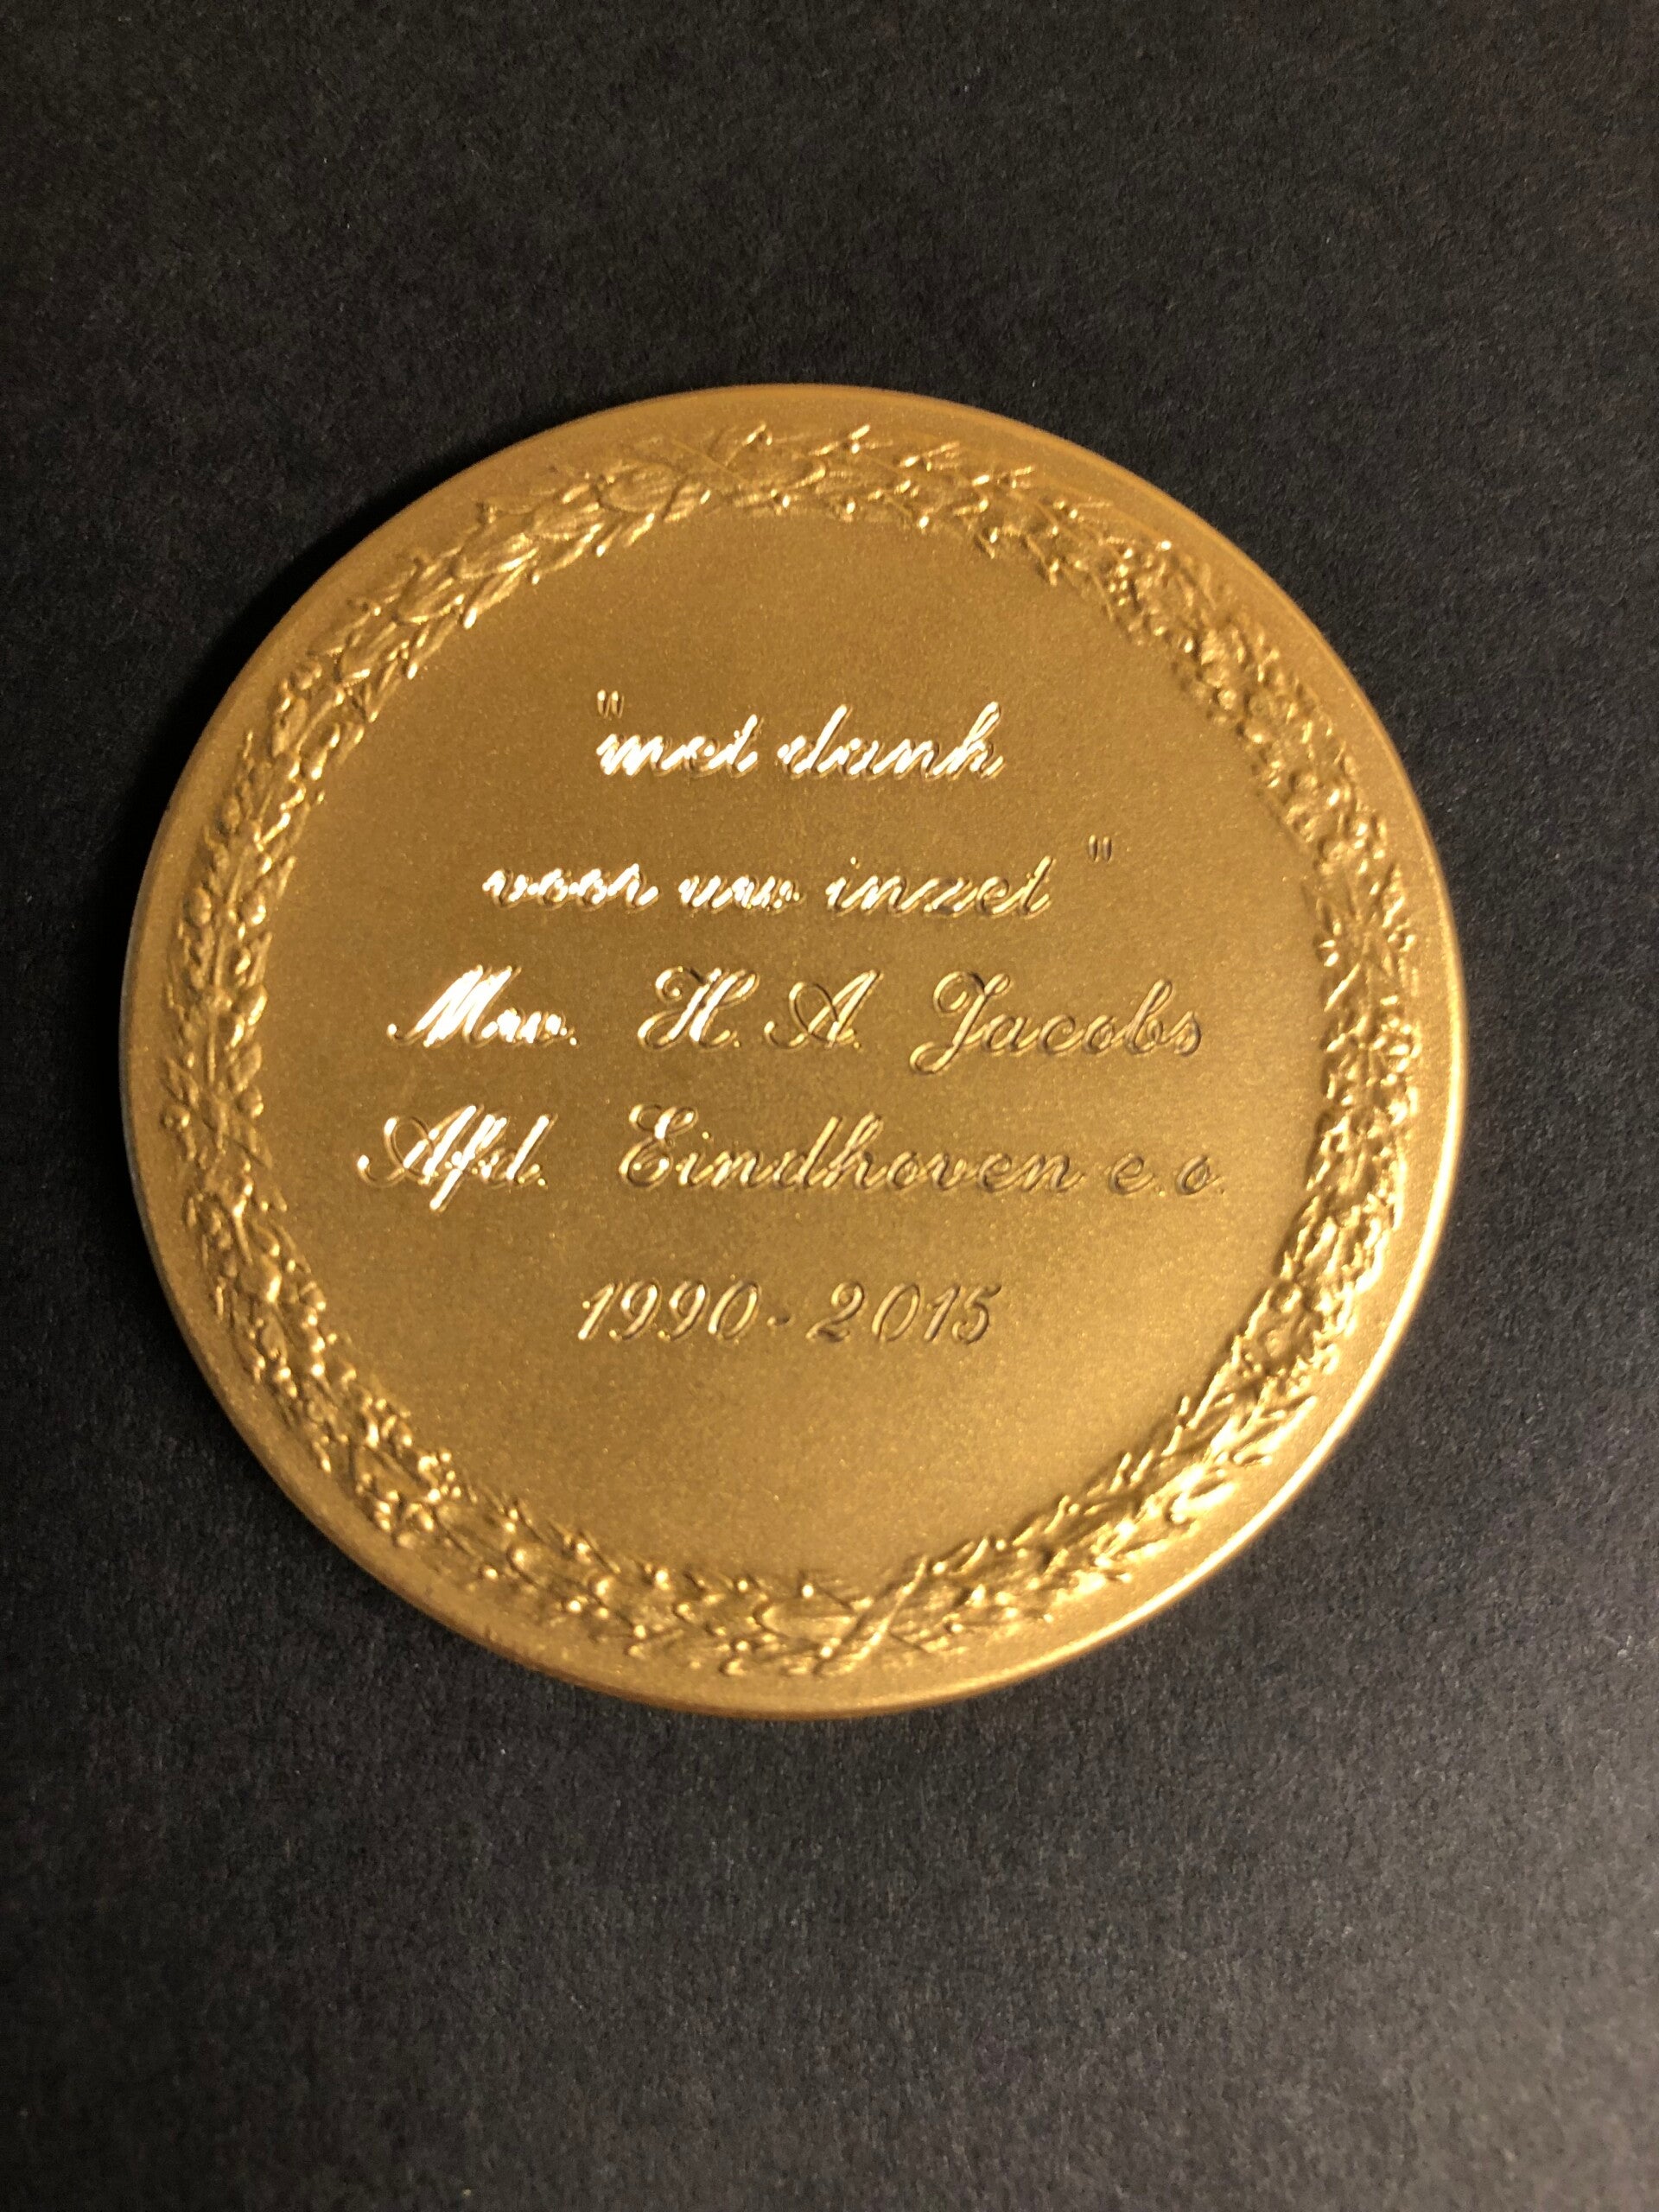 "met dank
voor uw inzet"
Mw. H. A. Jacobs
Afd. Eindhoven e.o.
1990-2015